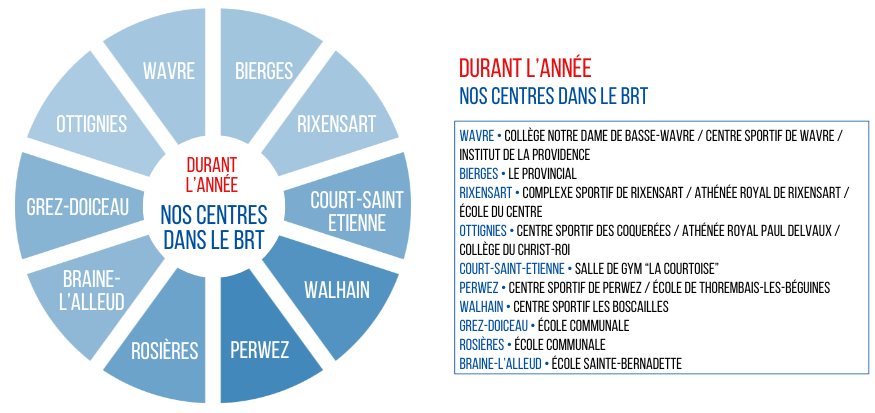 WAVRE
BIERGES
OTTIGNIES
RIXENSART
GREZ-DOICEAU
COURT-SAINT
ETIENNE
BRAINE-
L'ALLEUD
WALHAIN
ROSIÈRES
PERWEZ
DURANT
L'ANNÉE
NOS CENTRES
DANS LE BRT
DURANT L'ANNÉE
NOS CENTRES DANS LE BRT
WAVRE • COLLÈGE NOTRE DAME DE BASSE-WAVRE / CENTRE SPORTIF DE WAVRE /
INSTITUT DE LA PROVIDENCE
BIERGES • LE PROVINCIAL
RIXENSART • COMPLEXE SPORTIF DE RIXENSART / ATHÉNÉE ROYAL DE RIXENSART /
ÉCOLE DU CENTRE
OTTIGNIES • CENTRE SPORTIF DES COQUERÉES / ATHÉNÉE ROYAL PAUL DELVAUX /
COLLÈGE DU CHRIST-ROI
COURT-SAINT-ETIENNE • SALLE DE GYM “LA COURTOISE”
PERWEZ • CENTRE SPORTIF DE PERWEZ / ÉCOLE DE THOREMBAIS-LES-BÉGUINES
WALHAIN • CENTRE SPORTIF LES BOSCAILLES
GREZ-DOICEAU • ÉCOLE COMMUNALE
ROSIÈRES • ÉCOLE COMMUNALE
BRAINE-L'ALLEUD • ÉCOLE SAINTE-BERNADETTE